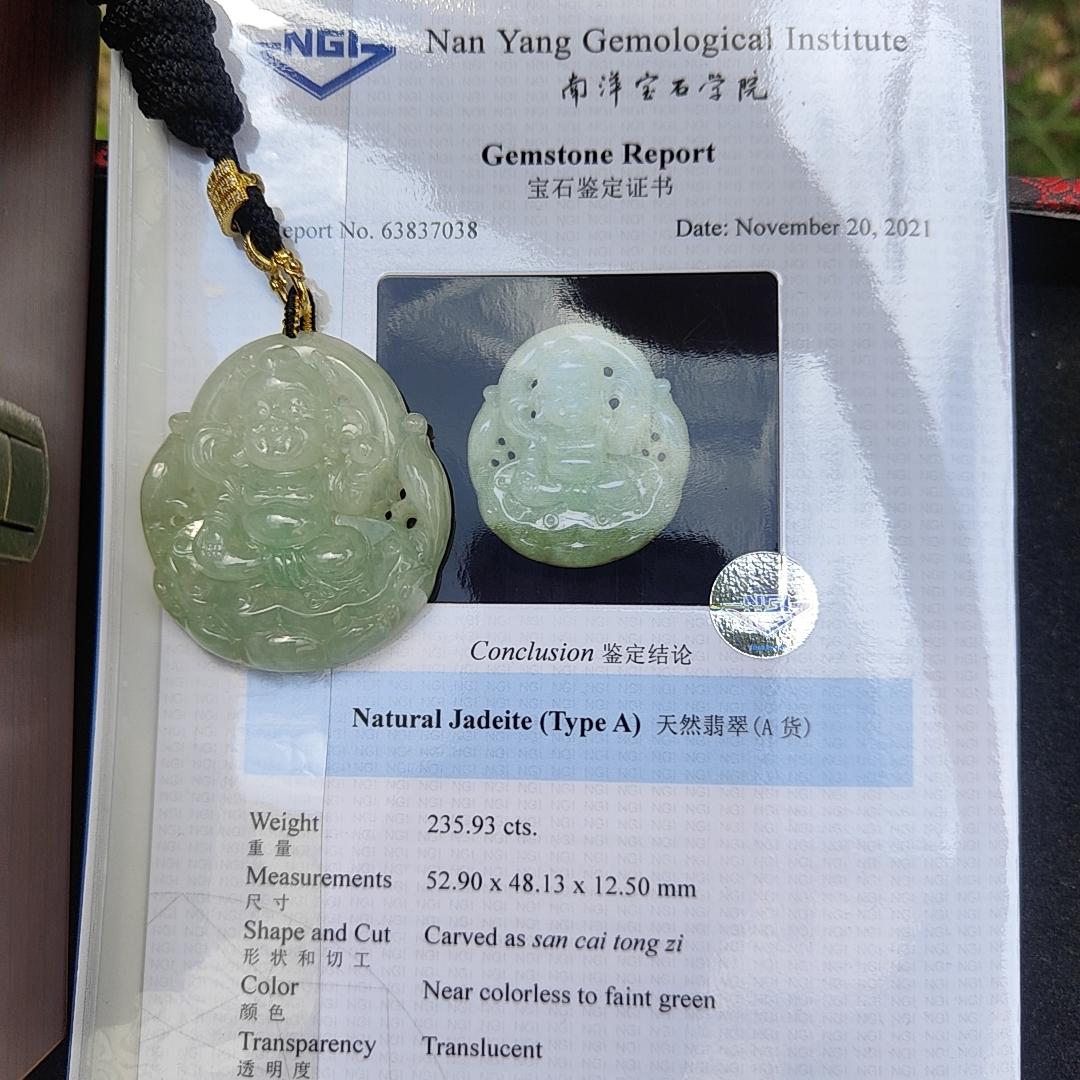 NGI
Nan Yang Gemological Institute
南洋宝石学院
Gemstone Report
宝石鉴定证书
eport No. 63837038
Date: November 20, 2021
NGI
Conclusion 鉴定结论
Natural Jadeite (Type A) 天然翡翠(A 货)
Weight 235.93 cts.
重量
Measurements 52.90 x 48.13 x 12.50 mm
尺寸
Shape and Cut Carved as san cai tong zi
形状和切工
Color Near colorless to faint green
颜色
Transparency Translucent
透明度